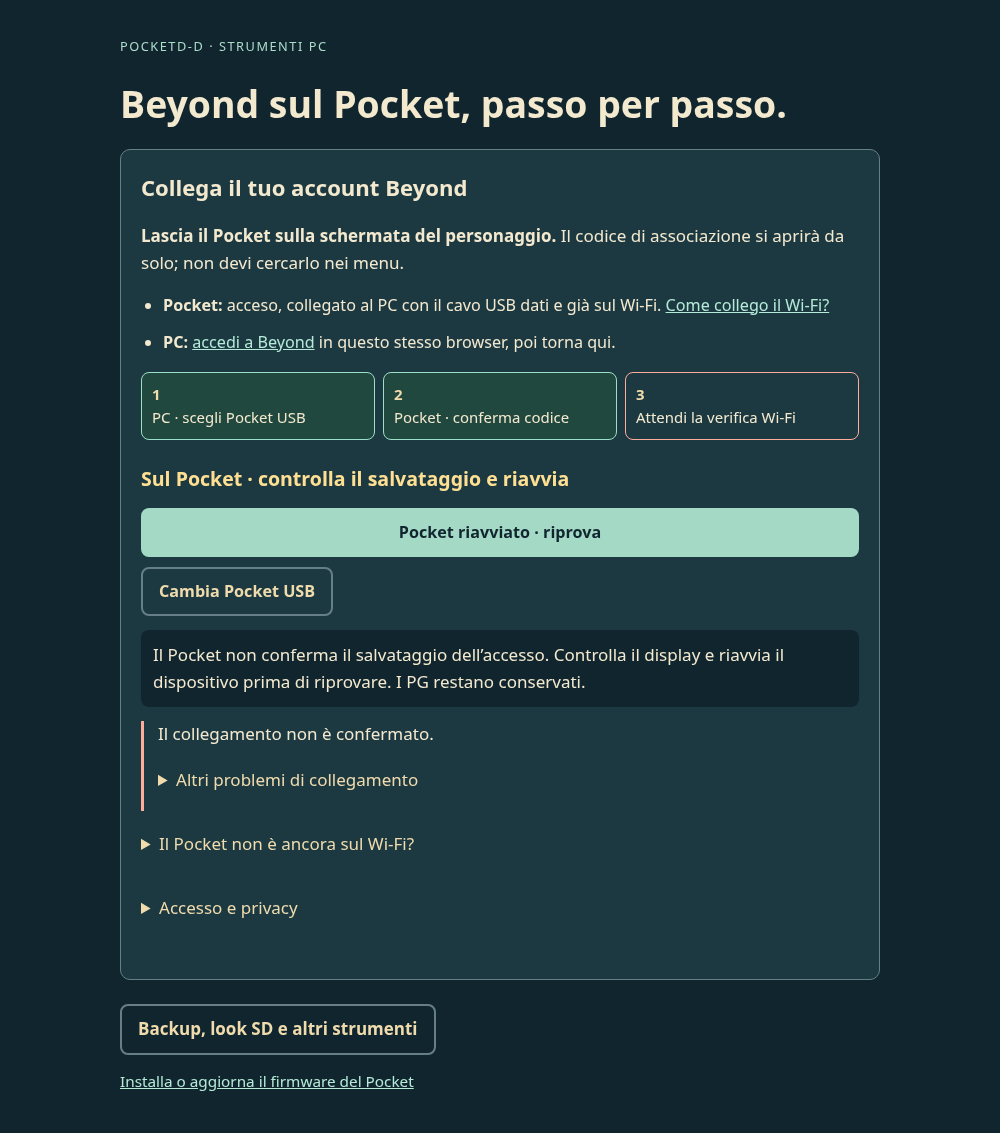 POCKETD-D · STRUMENTI PC
Beyond sul Pocket, passo per passo.
Collega il tuo account Beyond
Lascia il Pocket sulla schermata del personaggio. Il codice di associazione si aprirà da
solo; non devi cercarlo nei menu.
• Pocket: acceso, collegato al PC con il cavo USB dati e già sul Wi-Fi. Come collego il Wi-Fi?
• PC: accedi a Beyond in questo stesso browser, poi torna qui.
1
PC · scegli Pocket USB
2
Pocket · conferma codice
3
Attendi la verifica Wi-Fi
Sul Pocket · controlla il salvataggio e riavvia
Pocket riavviato · riprova
Cambia Pocket USB
Il Pocket non conferma il salvataggio dell’accesso. Controlla il display e riavvia il
dispositivo prima di riprovare. I PG restano conservati.
Il collegamento non è confermato.
Altri problemi di collegamento
Il Pocket non è ancora sul Wi-Fi?
Accesso e privacy
Backup, look SD e altri strumenti
Installa o aggiorna il firmware del Pocket